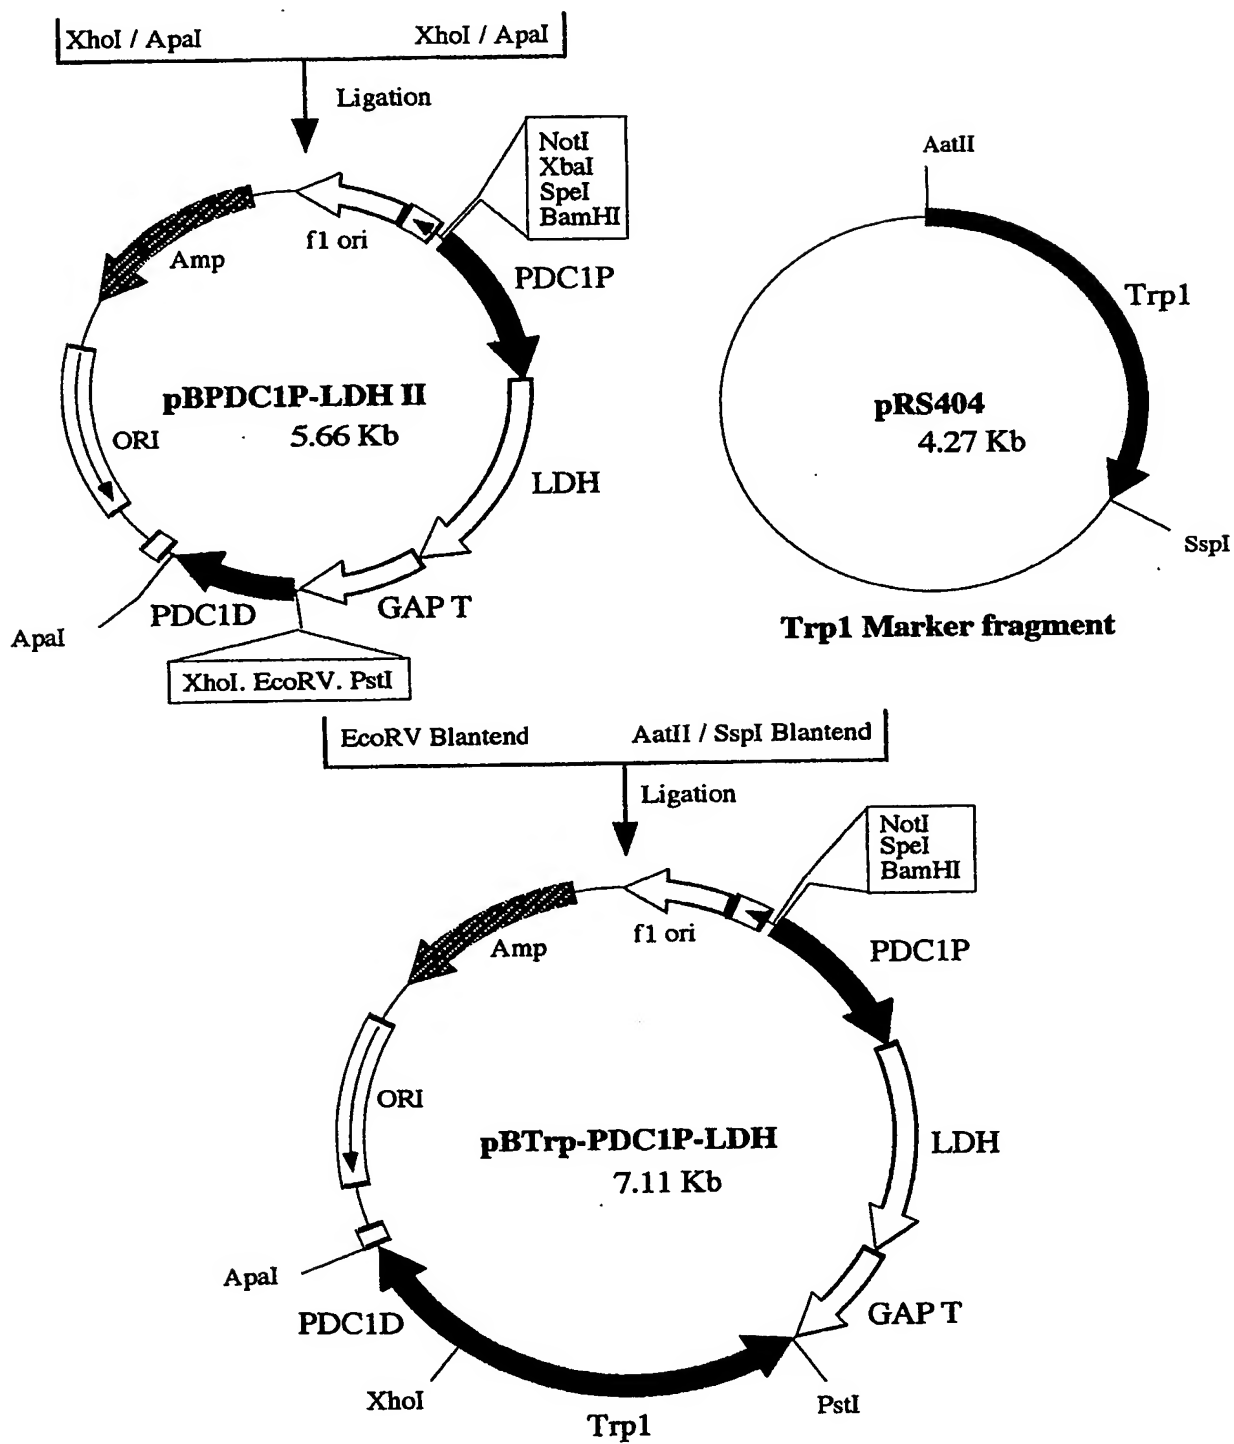 XhoI / ApaI
XhoI / ApaI
Ligation
NotI
XbaI
SpeI
BamHI
f1 ori
Amp
PDC1P
pBPDC1P-LDH II
5.66 Kb
ORI
LDH
GAP T
PDC1D
ApaI
XhoI. EcoRV. PstI
AatII
Trp1
pRS404
4.27 Kb
SspI
Trp1 Marker fragment
EcoRV Blantend
AatII / SspI Blantend
Ligation
NotI
SpeI
BamHI
f1 ori
Amp
PDC1P
ORI
pBTrp-PDC1P-LDH
7.11 Kb
LDH
ApaI
PDC1D
GAP T
XhoI
PstI
Trp1